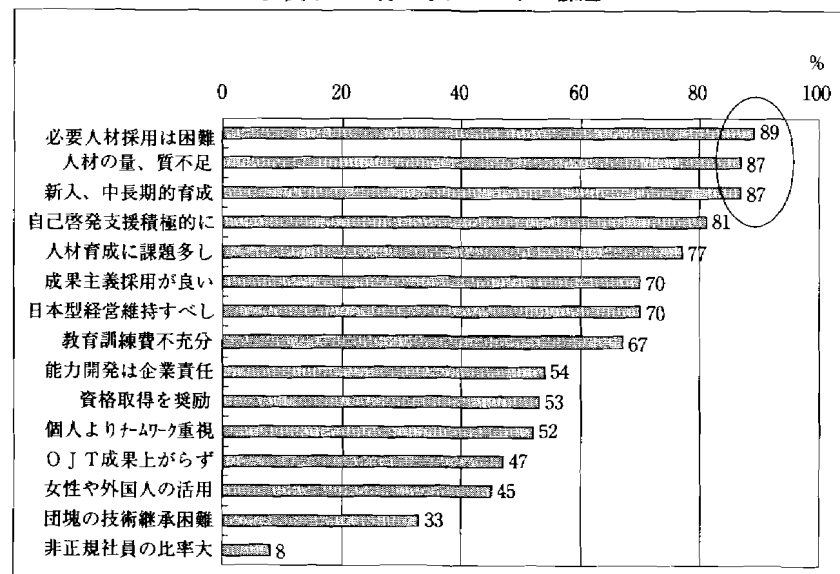 %
0 20 40 60 80 100
必要人材採用は困難 89
人材の量、質不足 87
新入、中長期的育成 87
自己啓発支援積極的に 81
人材育成に課題多し 77
成果主義採用が良い 70
日本型経営維持すべし 70
教育訓練費不充分 67
能力開発は企業責任 54
資格取得を奨励 53
個人よりチームワーク重視 52
OJT成果上がらず 47
女性や外国人の活用 45
団塊の技術継承困難 33
非正規社員の比率大 8